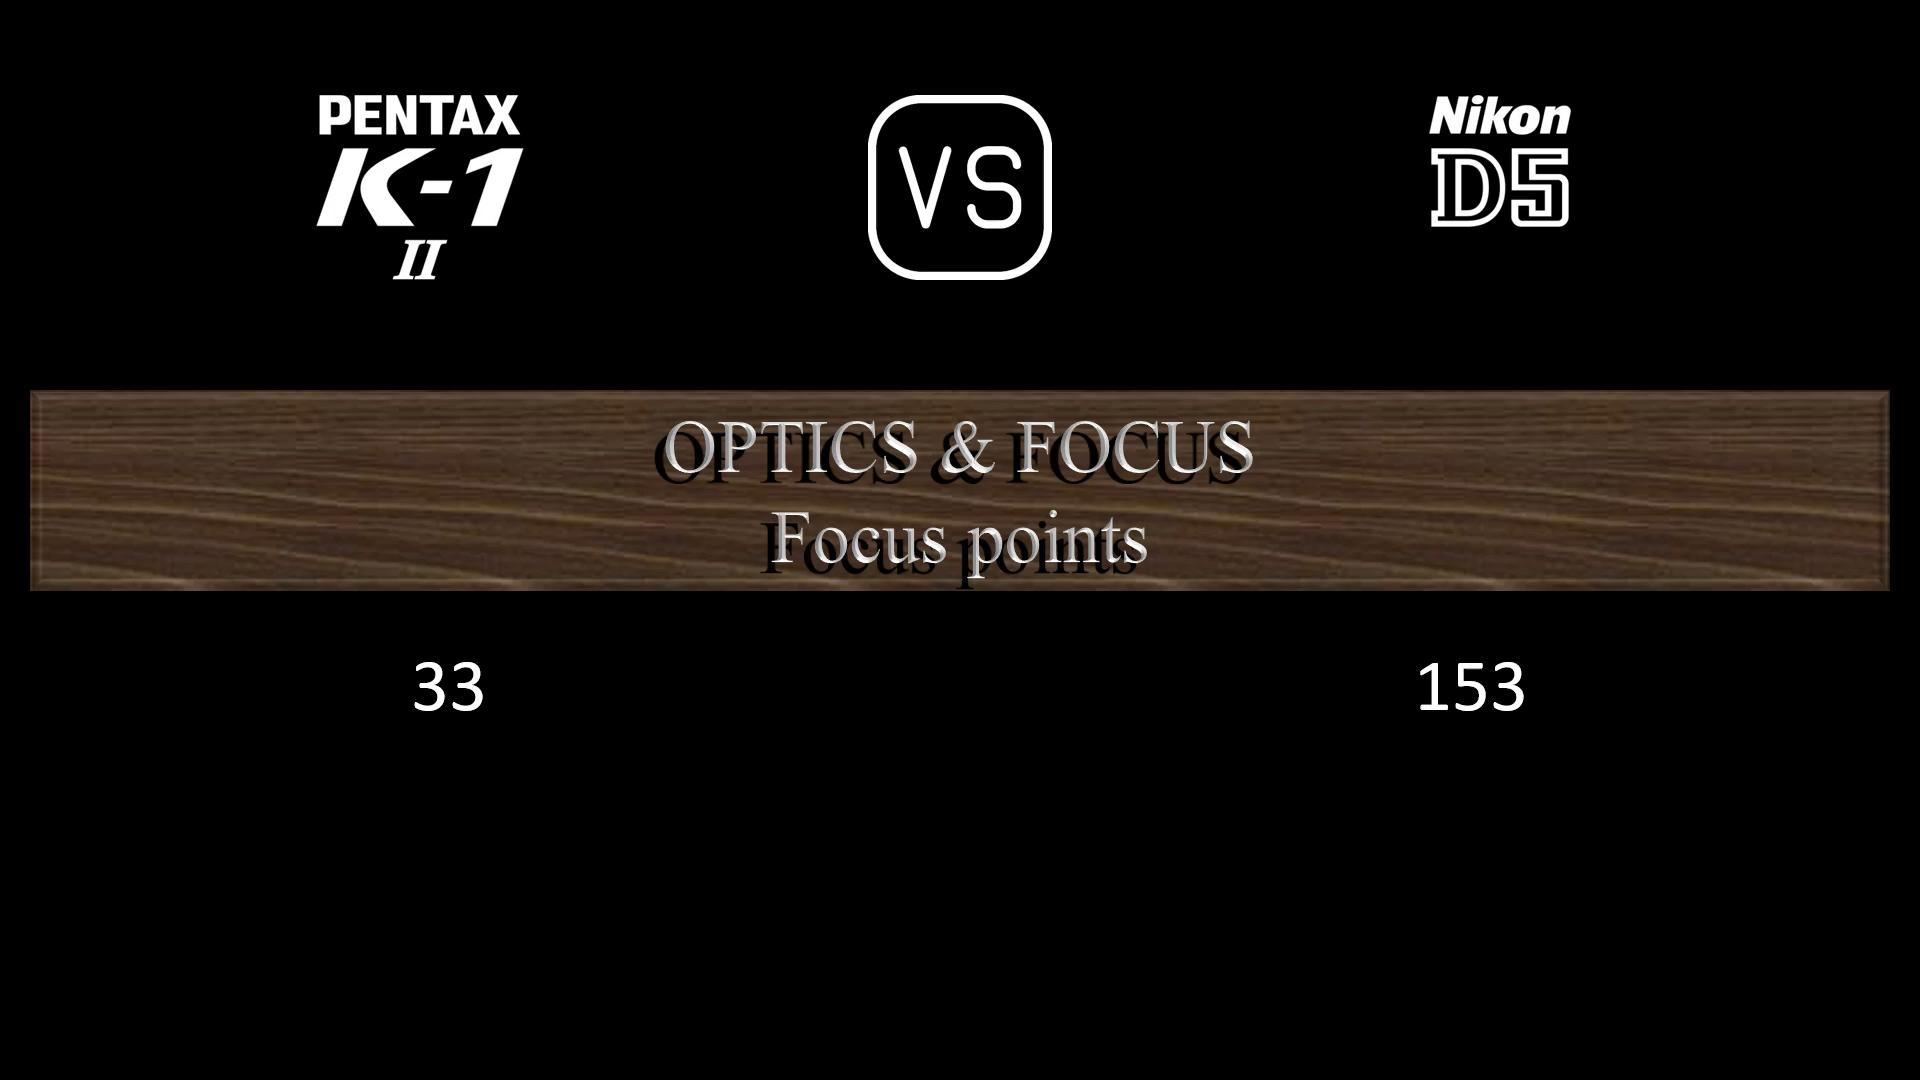 PENTAX
K-1
II
VS
Nikon
D5
OPTICS & FOCUS
Focus points
33
153